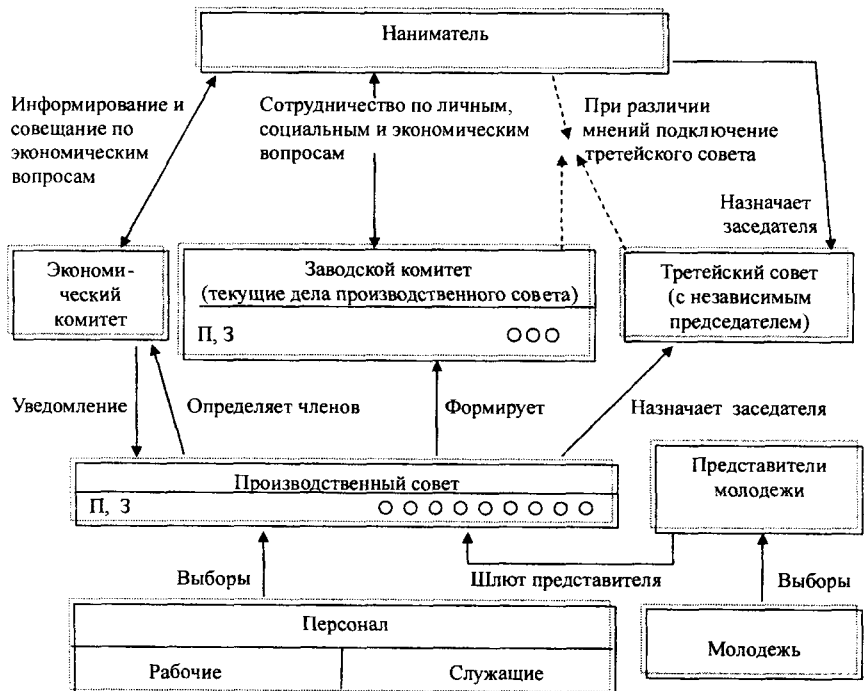 Наниматель
Информирование и
совещание по
экономическим
вопросам
Сотрудничество по личным,
социальным и экономическим
вопросам
При различии
мнений подключение
третейского совета
Назначает
заседателя
Экономи-
ческий
комитет
Заводской комитет
(текущие дела производственного совета)
П, З
Третейский совет
(с независимым
председателем)
Уведомление
Определяет членов
Формирует
Назначает заседателя
Производственный совет
П, З
Представители
молодежи
Выборы
Шлют представителя
Выборы
Персонал
Рабочие
Служащие
Молодежь